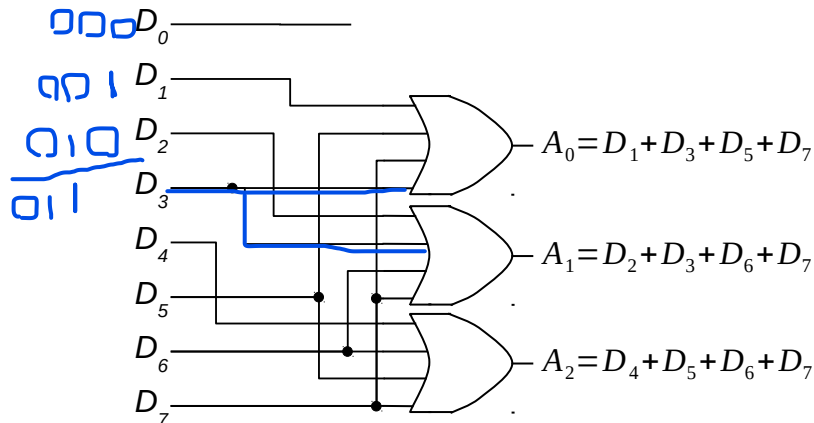 000 D₀
001 D₁
010 D₂
A₀=D₁+D₃+D₅+D₇
D₃
011
D₄
A₁=D₂+D₃+D₆+D₇
D₅
D₆
A₂=D₄+D₅+D₆+D₇
D₇